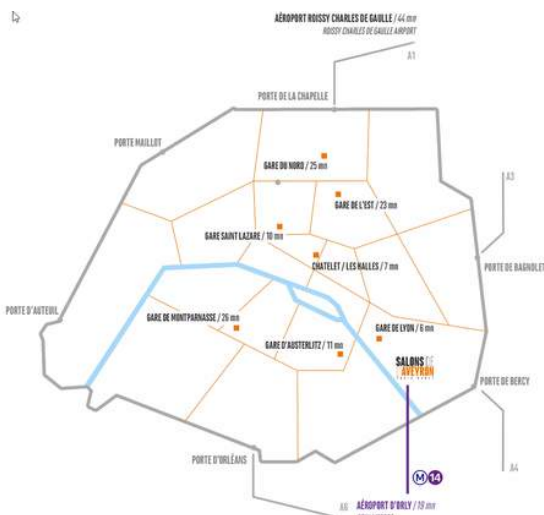 AÉROPORT ROISSY CHARLES DE GAULLE / 44 mn
ROISSY CHARLES DE GAULLE AIRPORT
A1
PORTE DE LA CHAPELLE
PORTE MAILLOT
GARE DU NORD / 25 mn
A3
GARE DE L'EST / 23 mn
GARE SAINT LAZARE / 10 mn
CHATELET / LES HALLES / 7 mn
PORTE DE BAGNOLET
PORTE D'AUTEUIL
GARE DE MONTPARNASSE / 26 mn
GARE DE LYON / 6 mn
GARE D'AUSTERLITZ / 11 mn
SALONS DE
L'AVEYRON
PORTE DE BERCY
PORTE D'ORLÉANS
A4
M 14
A6
AÉROPORT D'ORLY / 19 mn